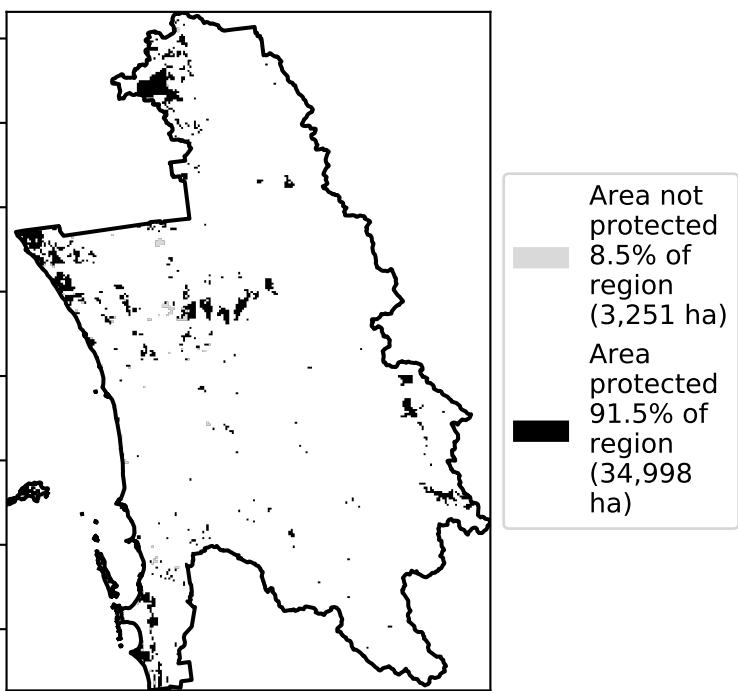 Area not
protected
8.5% of
region
(3,251 ha)
Area
protected
91.5% of
region
(34,998
ha)